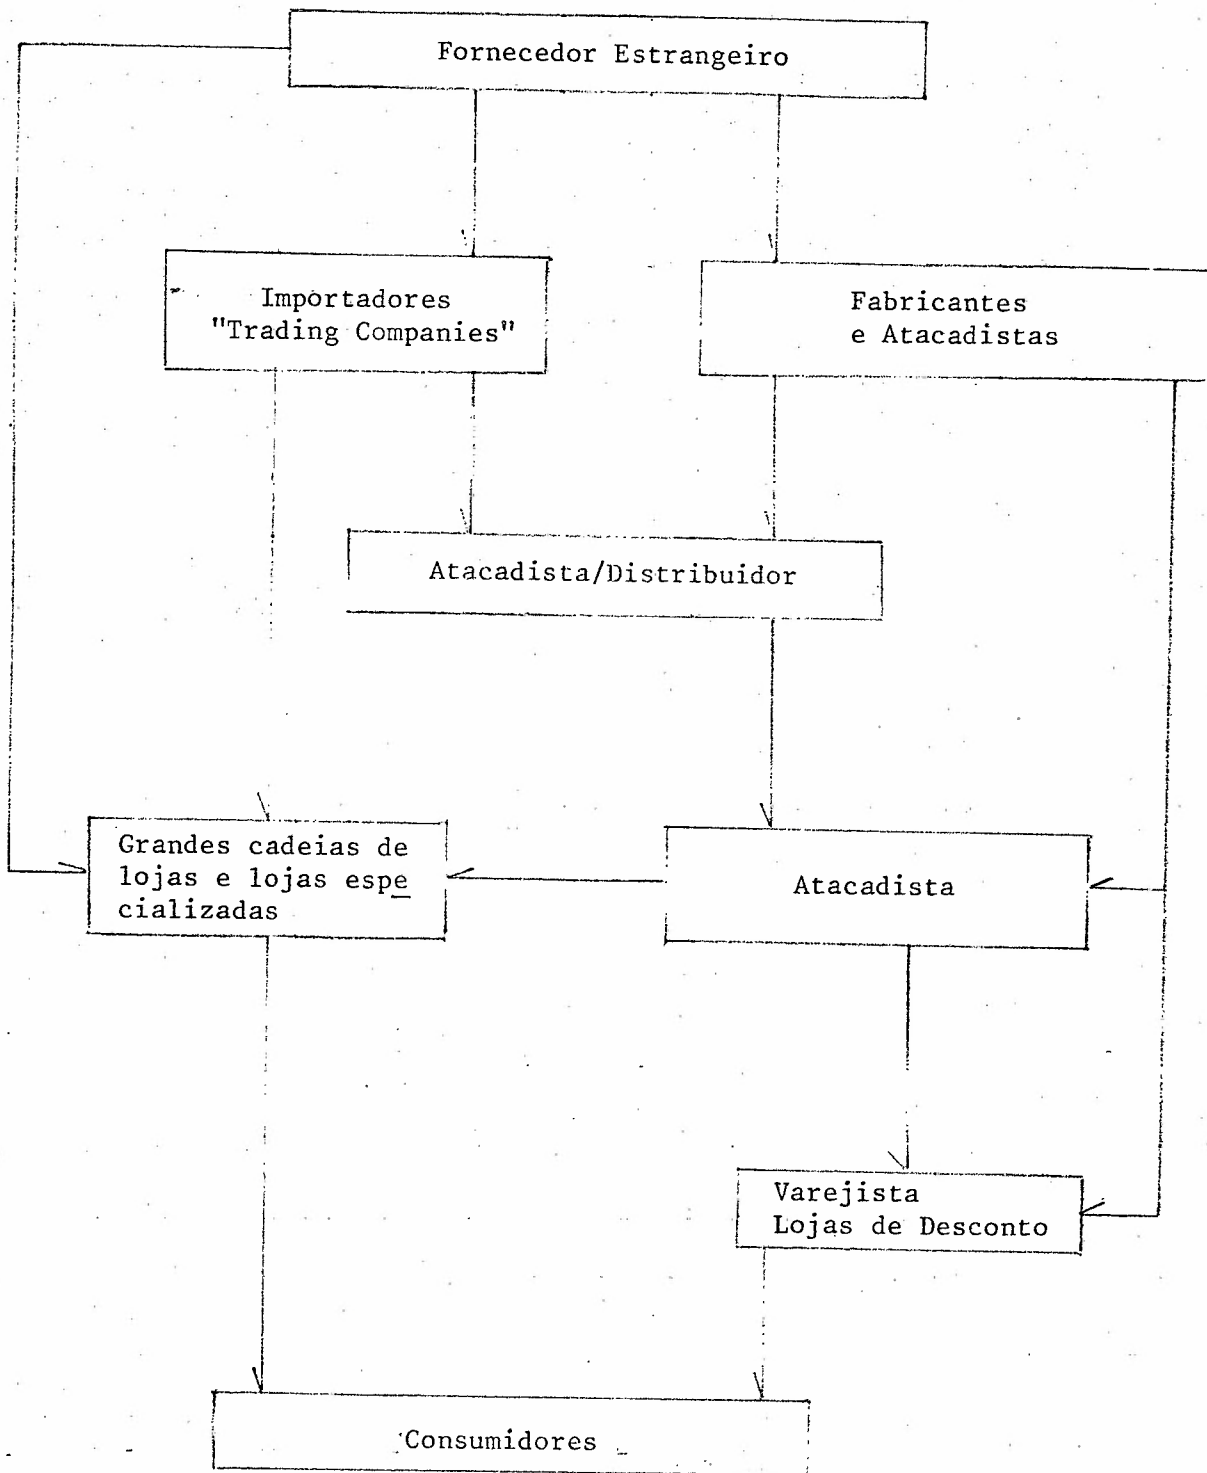 Fornecedor Estrangeiro
Importadores
"Trading Companies"
Fabricantes
e Atacadistas
Atacadista/Distribuidor
Grandes cadeias de
lojas e lojas espe
cializadas
Atacadista
Varejista
Lojas de Desconto
Consumidores